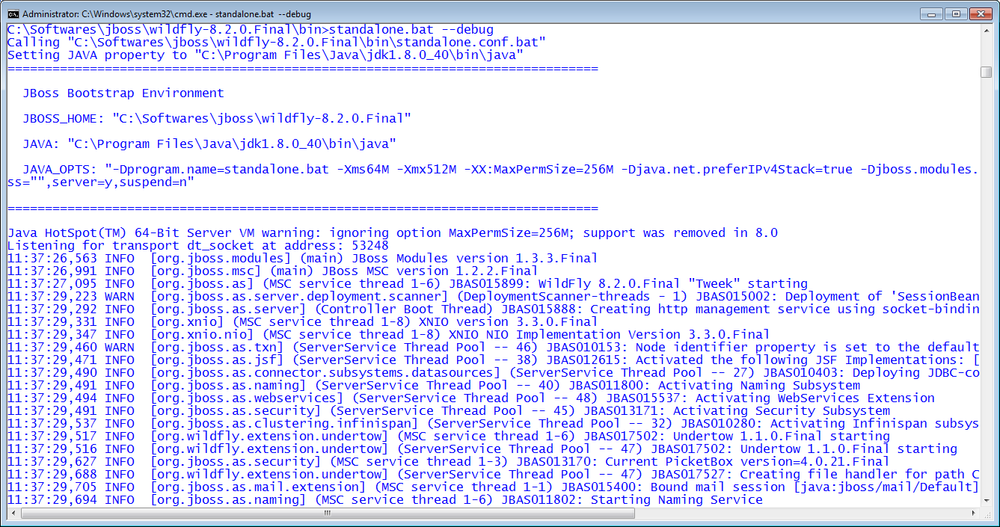 Administrator: C:\Windows\system32\cmd.exe - standalone.bat --debug
C:\Softwares\jboss\wildfly-8.2.0.Final\bin>standalone.bat --debug
Calling "C:\Softwares\jboss\wildfly-8.2.0.Final\bin\standalone.conf.bat"
Setting JAVA property to "C:\Program Files\Java\jdk1.8.0_40\bin\java"
===============================================================================
JBoss Bootstrap Environment
JBOSS_HOME: "C:\Softwares\jboss\wildfly-8.2.0.Final"
JAVA: "C:\Program Files\Java\jdk1.8.0_40\bin\java"
JAVA_OPTS: "-Dprogram.name=standalone.bat -Xms64M -Xmx512M -XX:MaxPermSize=256M -Djava.net.preferIPv4Stack=true -Djboss.modules.
ss="",server=y,suspend=n"
===============================================================================
Java HotSpot(TM) 64-Bit Server VM warning: ignoring option MaxPermSize=256M; support was removed in 8.0
Listening for transport dt_socket at address: 53248
11:37:26,563 INFO  [org.jboss.modules] (main) JBoss Modules version 1.3.3.Final
11:37:26,991 INFO  [org.jboss.msc] (main) JBoss MSC version 1.2.2.Final
11:37:27,095 INFO  [org.jboss.as] (MSC service thread 1-6) JBAS015899: WildFly 8.2.0.Final "Tweek" starting
11:37:29,223 WARN  [org.jboss.as.server.deployment.scanner] (DeploymentScanner-threads - 1) JBAS015002: Deployment of 'SessionBean
11:37:29,292 INFO  [org.jboss.as.server] (Controller Boot Thread) JBAS015888: Creating http management service using socket-bindin
11:37:29,331 INFO  [org.xnio] (MSC service thread 1-8) XNIO version 3.3.0.Final
11:37:29,347 INFO  [org.xnio.nio] (MSC service thread 1-8) XNIO NIO Implementation Version 3.3.0.Final
11:37:29,460 WARN  [org.jboss.as.txn] (ServerService Thread Pool -- 46) JBAS010153: Node identifier property is set to the default
11:37:29,471 INFO  [org.jboss.as.jsf] (ServerService Thread Pool -- 38) JBAS012615: Activated the following JSF Implementations: [
11:37:29,490 INFO  [org.jboss.as.connector.subsystems.datasources] (ServerService Thread Pool -- 27) JBAS010403: Deploying JDBC-co
11:37:29,491 INFO  [org.jboss.as.naming] (ServerService Thread Pool -- 40) JBAS011800: Activating Naming Subsystem
11:37:29,494 INFO  [org.jboss.as.webservices] (ServerService Thread Pool -- 48) JBAS015537: Activating WebServices Extension
11:37:29,491 INFO  [org.jboss.as.security] (ServerService Thread Pool -- 45) JBAS013171: Activating Security Subsystem
11:37:29,537 INFO  [org.jboss.as.clustering.infinispan] (ServerService Thread Pool -- 32) JBAS010280: Activating Infinispan subsys
11:37:29,517 INFO  [org.wildfly.extension.undertow] (MSC service thread 1-6) JBAS017502: Undertow 1.1.0.Final starting
11:37:29,516 INFO  [org.wildfly.extension.undertow] (ServerService Thread Pool -- 47) JBAS017502: Undertow 1.1.0.Final starting
11:37:29,627 INFO  [org.jboss.as.security] (MSC service thread 1-3) JBAS013170: Current PicketBox version=4.0.21.Final
11:37:29,688 INFO  [org.wildfly.extension.undertow] (ServerService Thread Pool -- 47) JBAS017527: Creating file handler for path C
11:37:29,705 INFO  [org.jboss.as.mail.extension] (MSC service thread 1-1) JBAS015400: Bound mail session [java:jboss/mail/Default]
11:37:29,694 INFO  [org.jboss.as.naming] (MSC service thread 1-6) JBAS011802: Starting Naming Service